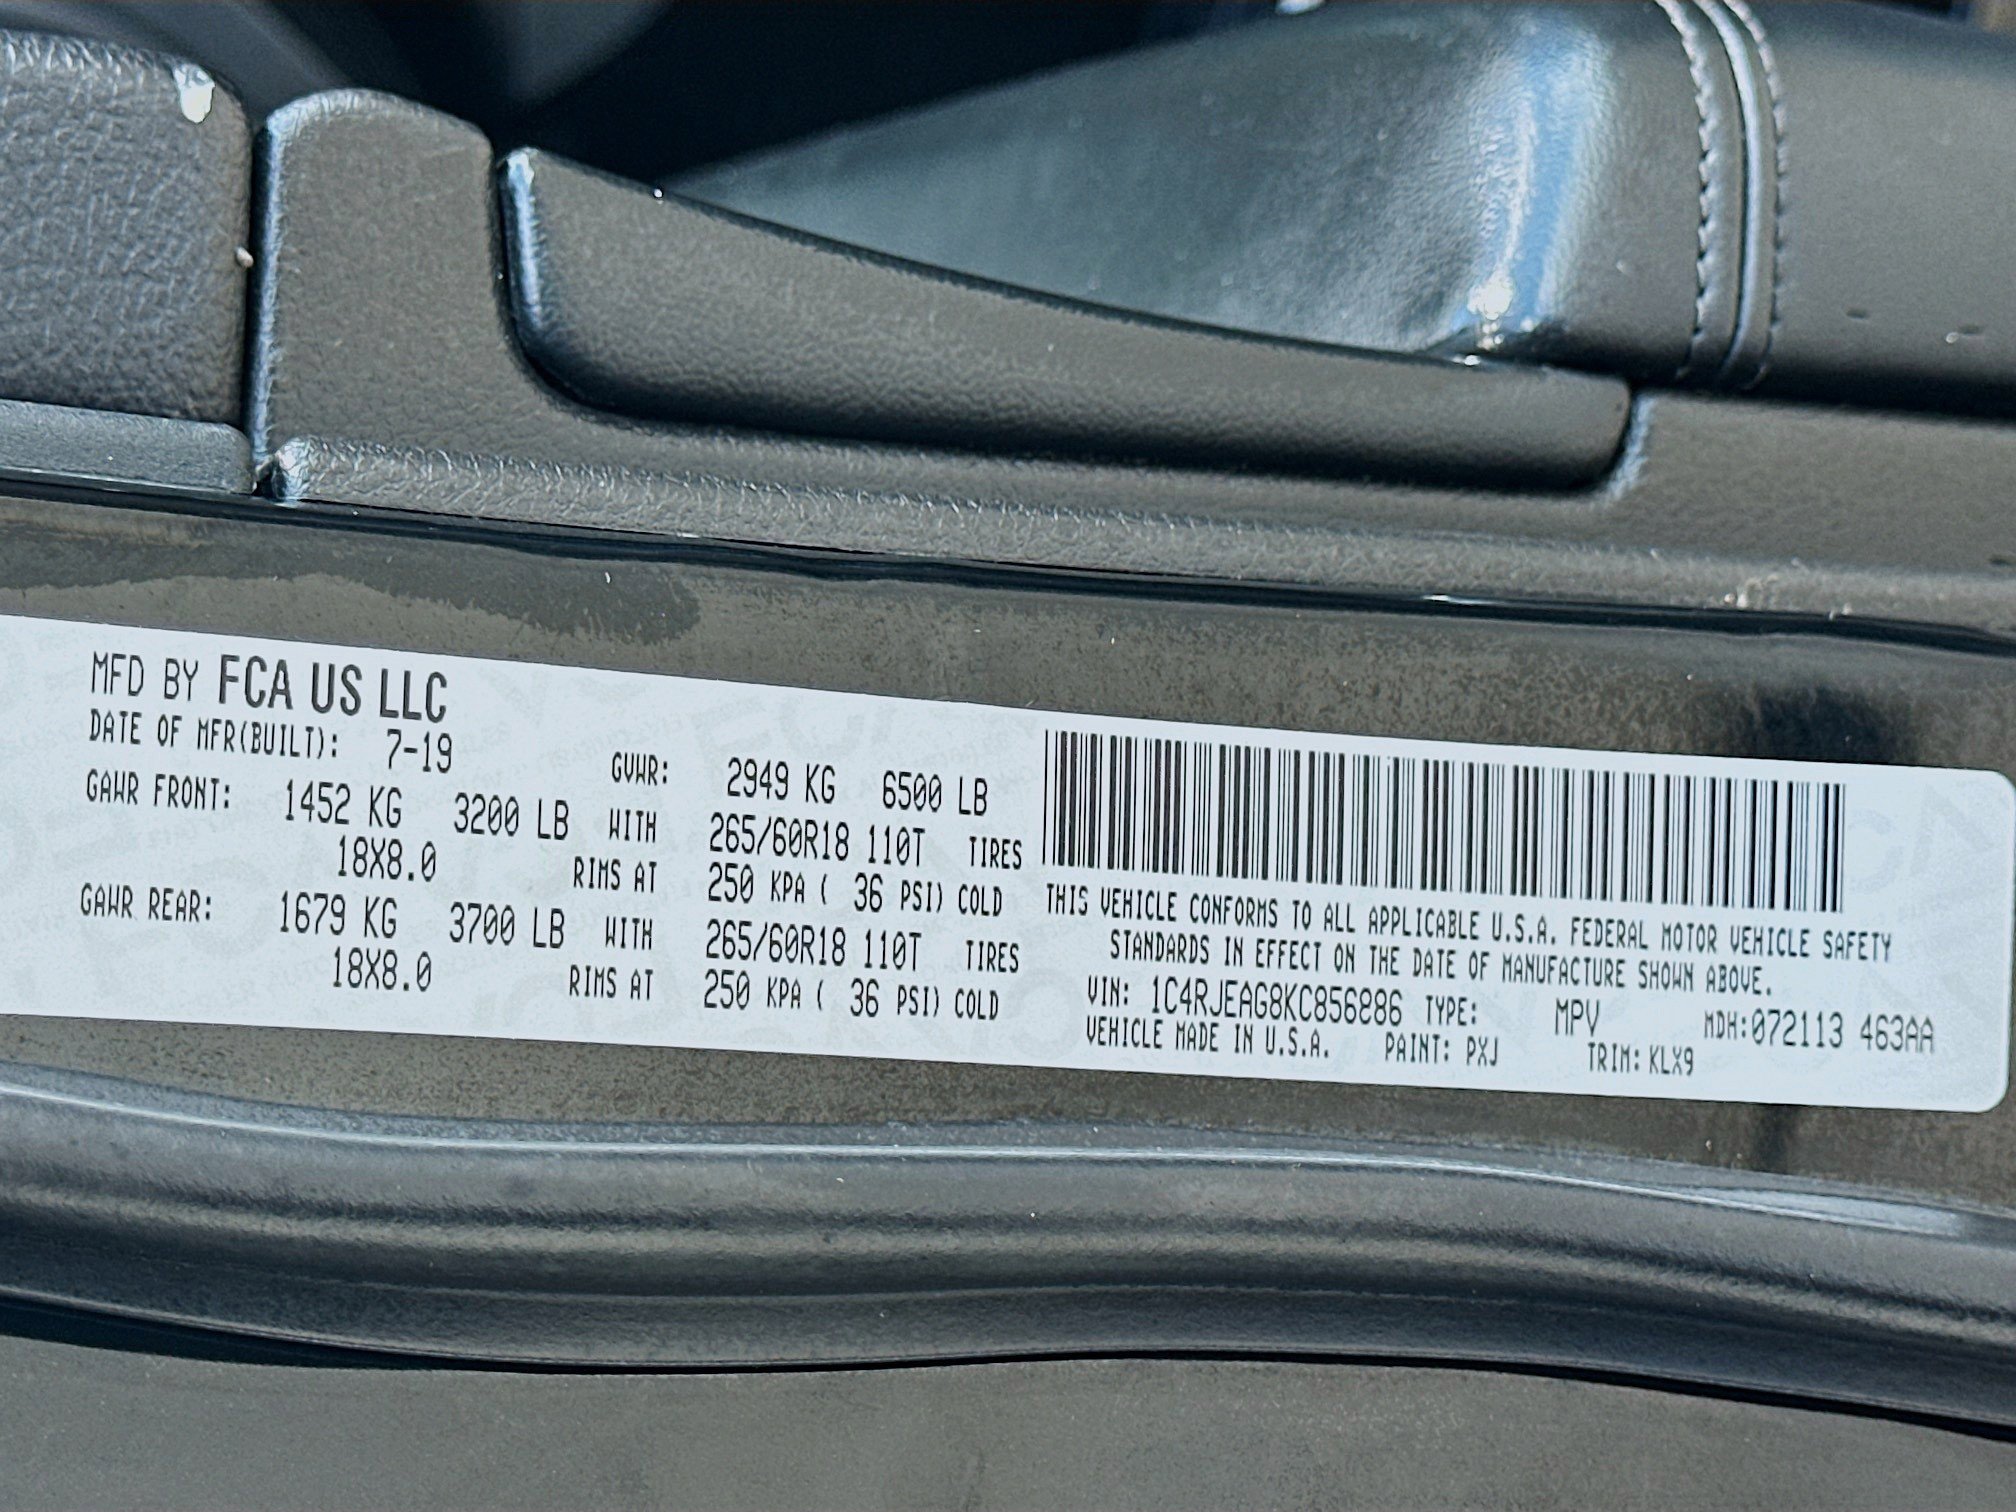 MFD BY FCA US LLC
DATE OF MFR(BUILT): 7-19
GVWR: 2949 KG 6500 LB
GAWR FRONT: 1452 KG 3200 LB WITH 265/60R18 110T TIRES
18X8.0 RIMS AT 250 KPA ( 36 PSI) COLD
GAWR REAR: 1679 KG 3700 LB WITH 265/60R18 110T TIRES
18X8.0 RIMS AT 250 KPA ( 36 PSI) COLD
THIS VEHICLE CONFORMS TO ALL APPLICABLE U.S.A. FEDERAL MOTOR VEHICLE SAFETY
STANDARDS IN EFFECT ON THE DATE OF MANUFACTURE SHOWN ABOVE.
VIN: 1C4RJEAG8KC856886 TYPE: MPV MDH:072113 463AA
VEHICLE MADE IN U.S.A. PAINT: PXJ TRIM: KLX9